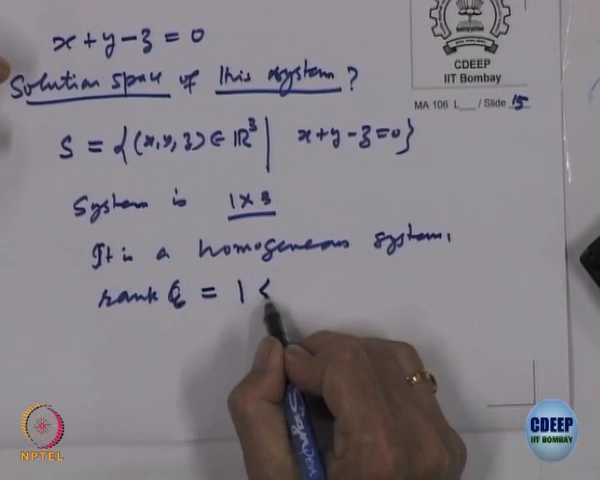 x + y - z = 0
Solution space of this system?
S = {(x, y, z) ∈ ℝ³ | x + y - z = 0}
System is 1 × 3
It is a homogeneous system.
rank = 1 <
CDEEP
IIT Bombay
MA 106 L___ / Slide 15
NPTEL
CDEEP
IIT BOMBAY